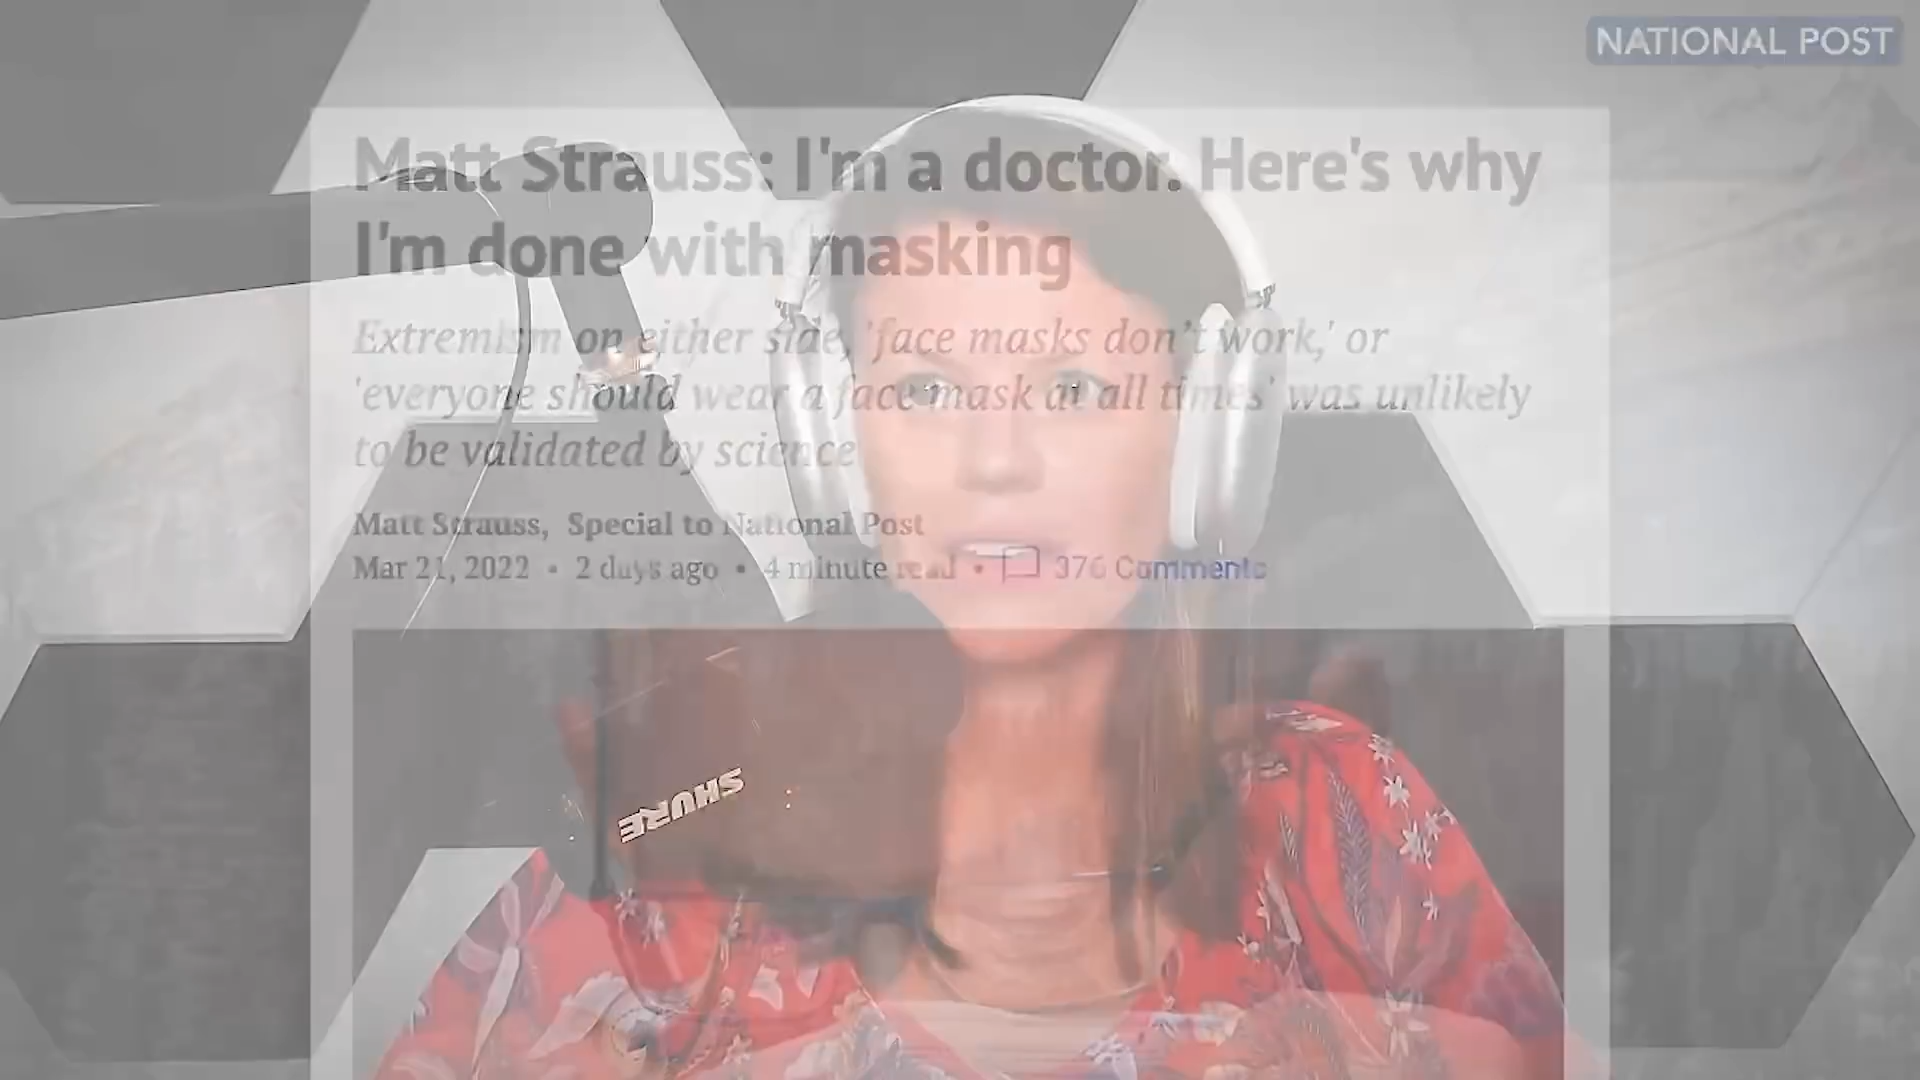 NATIONAL POST
Matt Strauss: I'm a doctor. Here's why
I'm done with masking
Extremism on either side, 'face masks don't work,' or
'everyone should wear a face mask at all times' was unlikely
to be validated by science
Matt Strauss, Special to National Post
Mar 21, 2022 • 2 days ago • 4 minute read • 376 Comments
SHURE